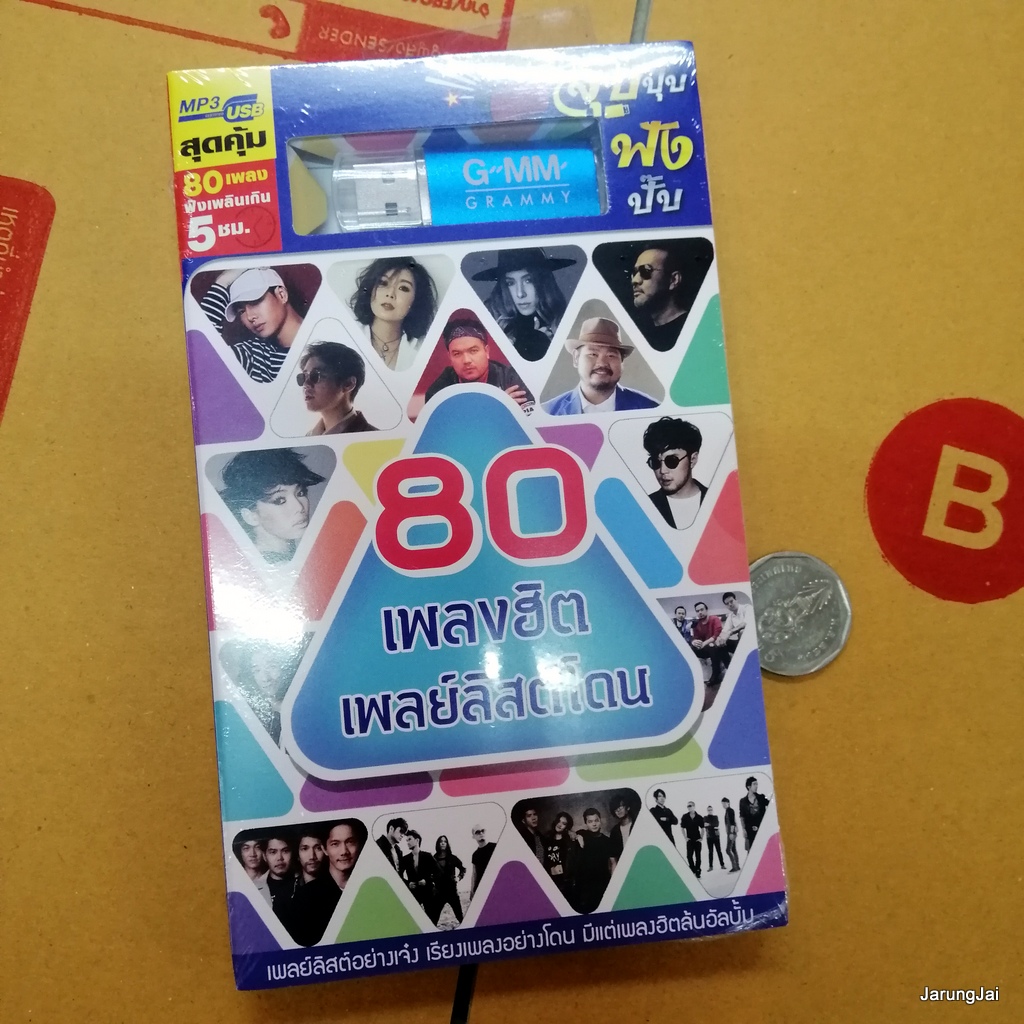 /SENDER
MP3
USB
สุดคุ้ม
80 เพลง
ฟังเพลินเกิน
5 ชม.
ปุ๊บ
ฟัง
ปั๊บ
G"MM'
GRAMMY
80
เพลงฮิต
เพลย์ลิสต์โดน
B
เพลย์ลิสต์อย่างเจ๋ง เรียงเพลงอย่างโดน มีแต่เพลงฮิตล้นอัลบั้ม
JarungJai